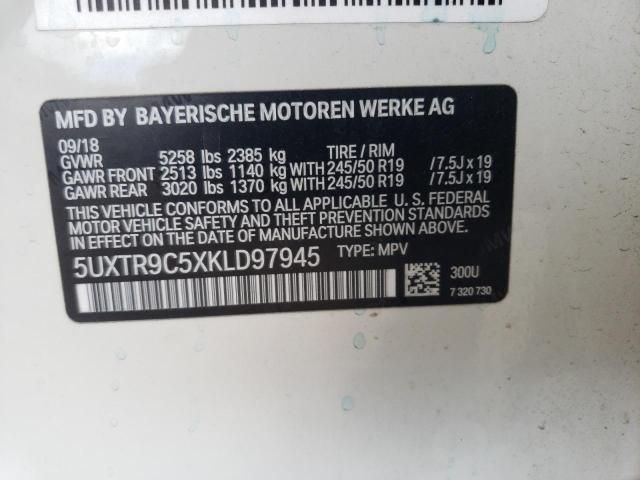 MFD BY BAYERISCHE MOTOREN WERKE AG
09/18
GVWR 5258 lbs 2385 kg TIRE / RIM
GAWR FRONT 2513 lbs 1140 kg WITH 245/50 R19 /7.5J x 19
GAWR REAR 3020 lbs 1370 kg WITH 245/50 R19 /7.5J x 19
THIS VEHICLE CONFORMS TO ALL APPLICABLE U. S. FEDERAL
MOTOR VEHICLE SAFETY AND THEFT PREVENTION STANDARDS
IN EFFECT ON THE DATE OF MANUFACTURE SHOWN ABOVE.
5UXTR9C5XKLD97945 TYPE: MPV
300U
7 320 730